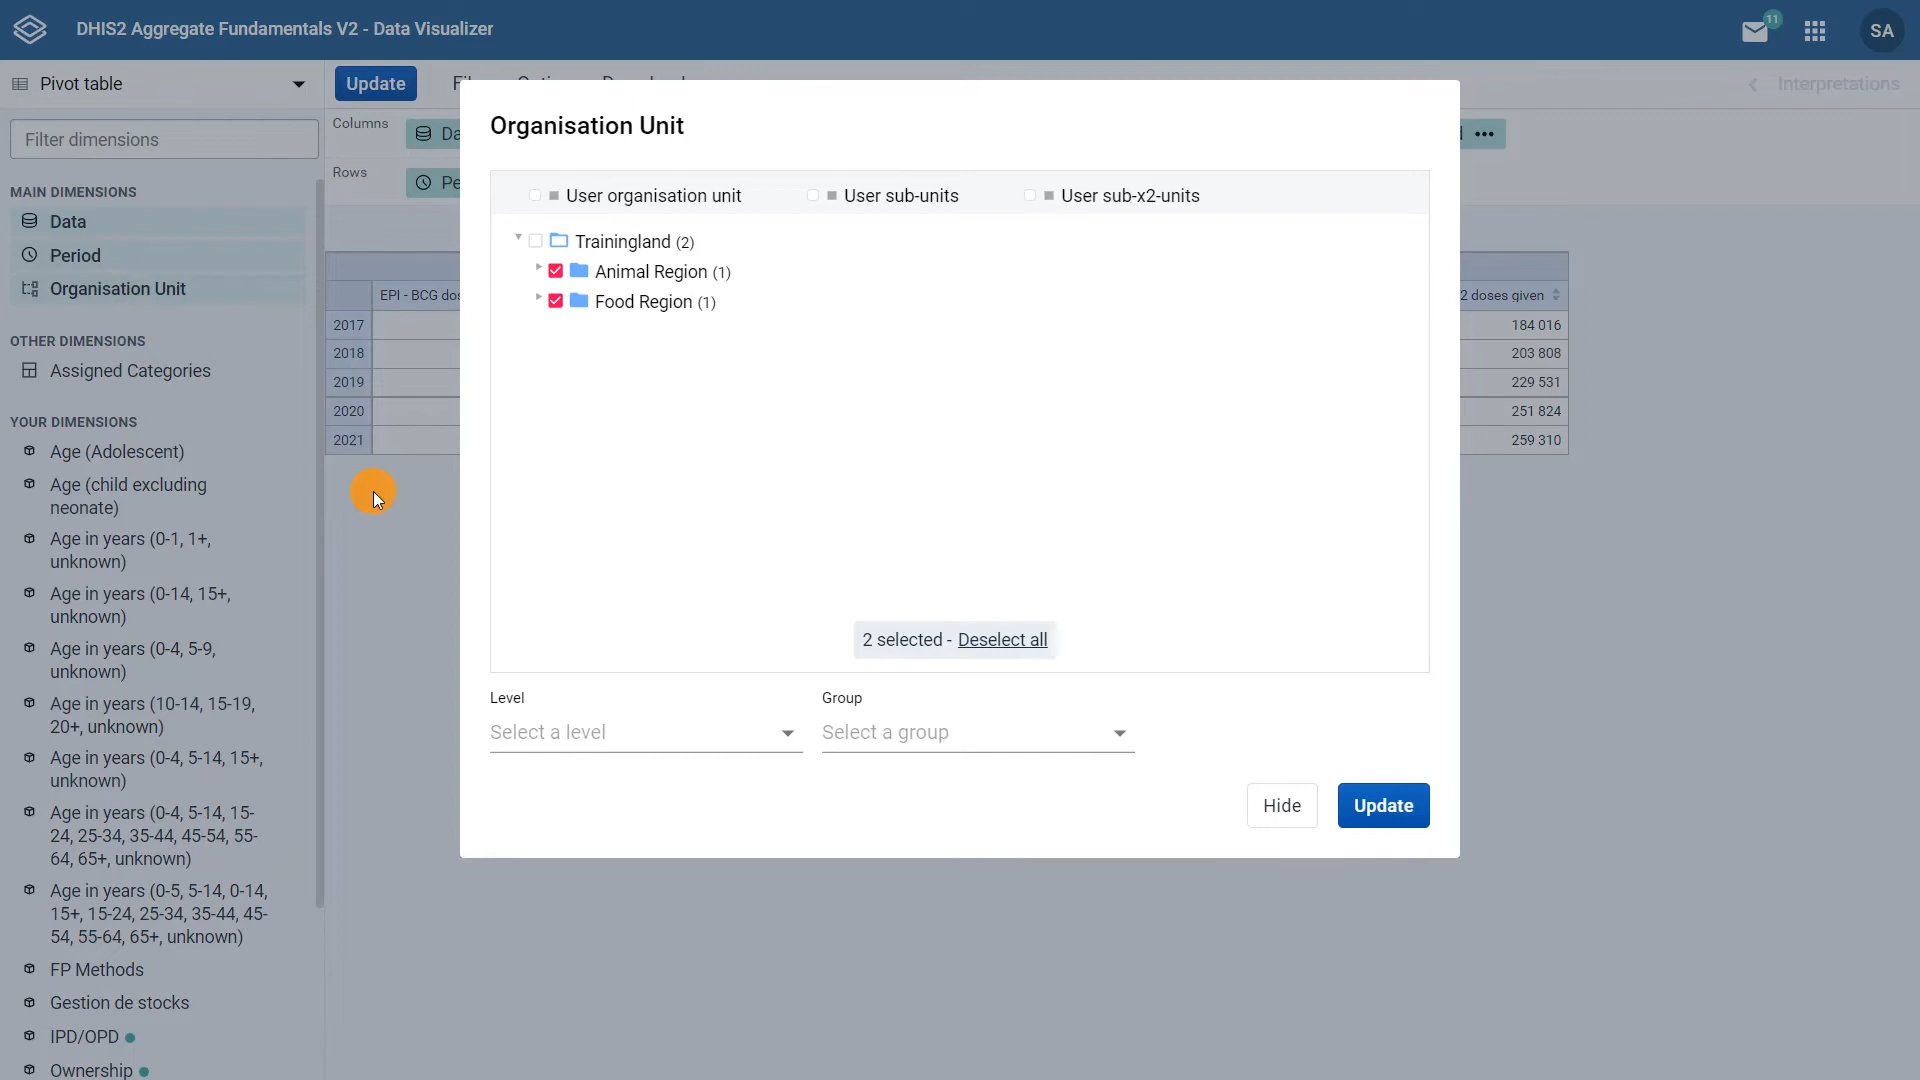 DHIS2 Aggregate Fundamentals V2 - Data Visualizer
11
SA
Pivot table
Update
Interpretations
Filter dimensions
Columns
Rows
MAIN DIMENSIONS
Data
Period
Organisation Unit
OTHER DIMENSIONS
Assigned Categories
YOUR DIMENSIONS
Age (Adolescent)
Age (child excluding
neonate)
Age in years (0-1, 1+,
unknown)
Age in years (0-14, 15+,
unknown)
Age in years (0-4, 5-9,
unknown)
Age in years (10-14, 15-19,
20+, unknown)
Age in years (0-4, 5-14, 15+,
unknown)
Age in years (0-4, 5-14, 15-
24, 25-34, 35-44, 45-54, 55-
64, 65+, unknown)
Age in years (0-5, 5-14, 0-14,
15+, 15-24, 25-34, 35-44, 45-
54, 55-64, 65+, unknown)
FP Methods
Gestion de stocks
IPD/OPD
Ownership
EPI - BCG dos
2 doses given
2017 184 016
2018 203 808
2019 229 531
2020 251 824
2021 259 310
Organisation Unit
User organisation unit User sub-units User sub-x2-units
Trainingland (2)
Animal Region (1)
Food Region (1)
2 selected - Deselect all
Level
Select a level
Group
Select a group
Hide
Update